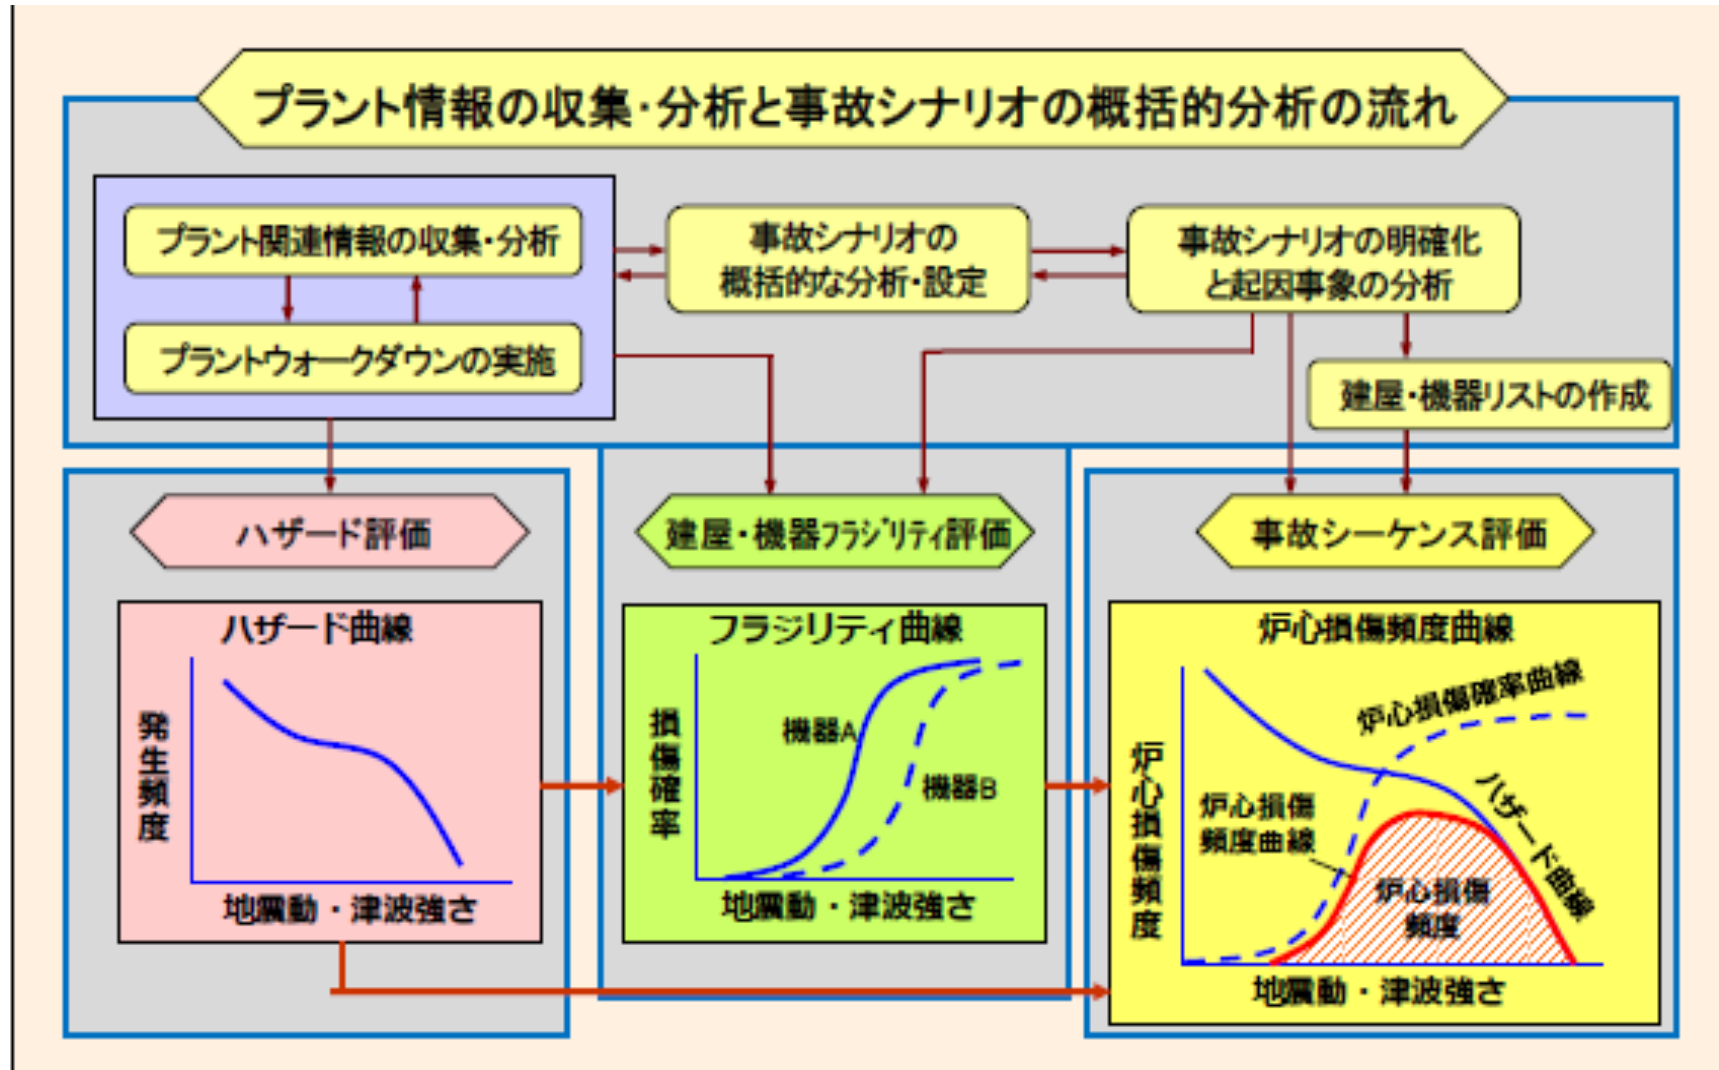 プラント情報の収集・分析と事故シナリオの概括的分析の流れ
プラント関連情報の収集・分析
プラントウォークダウンの実施
事故シナリオの
概括的な分析・設定
事故シナリオの明確化
と起因事象の分析
建屋・機器リストの作成
ハザード評価
ハザード曲線
発生頻度
地震動・津波強さ
建屋・機器フラジリティ評価
フラジリティ曲線
損傷確率
機器A
機器B
地震動・津波強さ
事故シーケンス評価
炉心損傷頻度曲線
炉心損傷頻度
炉心損傷確率曲線
ハザード曲線
炉心損傷
頻度曲線
炉心損傷
頻度
地震動・津波強さ